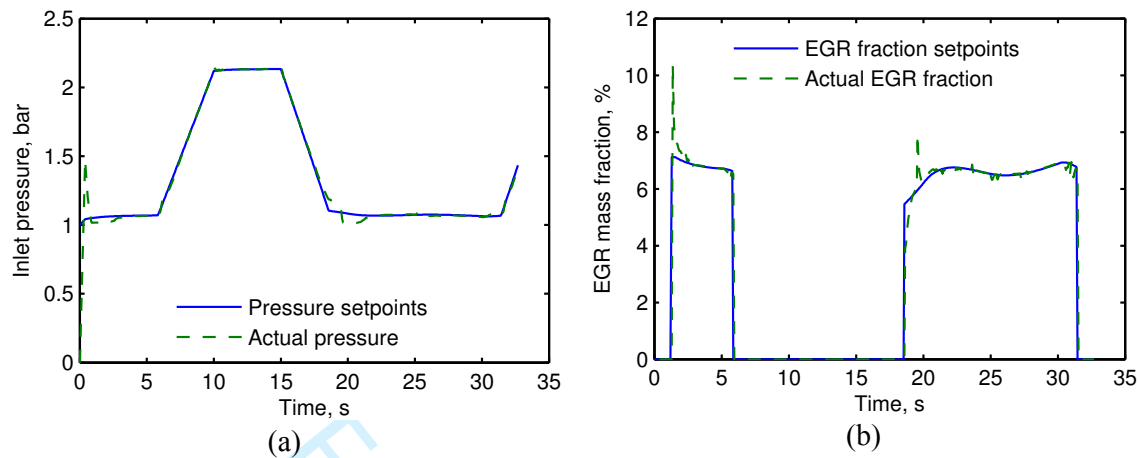 2.5
2
1.5
1
0.5
0
Inlet pressure, bar
Pressure setpoints
Actual pressure
0 5 10 15 20 25 30 35
Time, s
(a)
12
10
8
6
4
2
0
EGR mass fraction, %
EGR fraction setpoints
Actual EGR fraction
0 5 10 15 20 25 30 35
Time, s
(b)